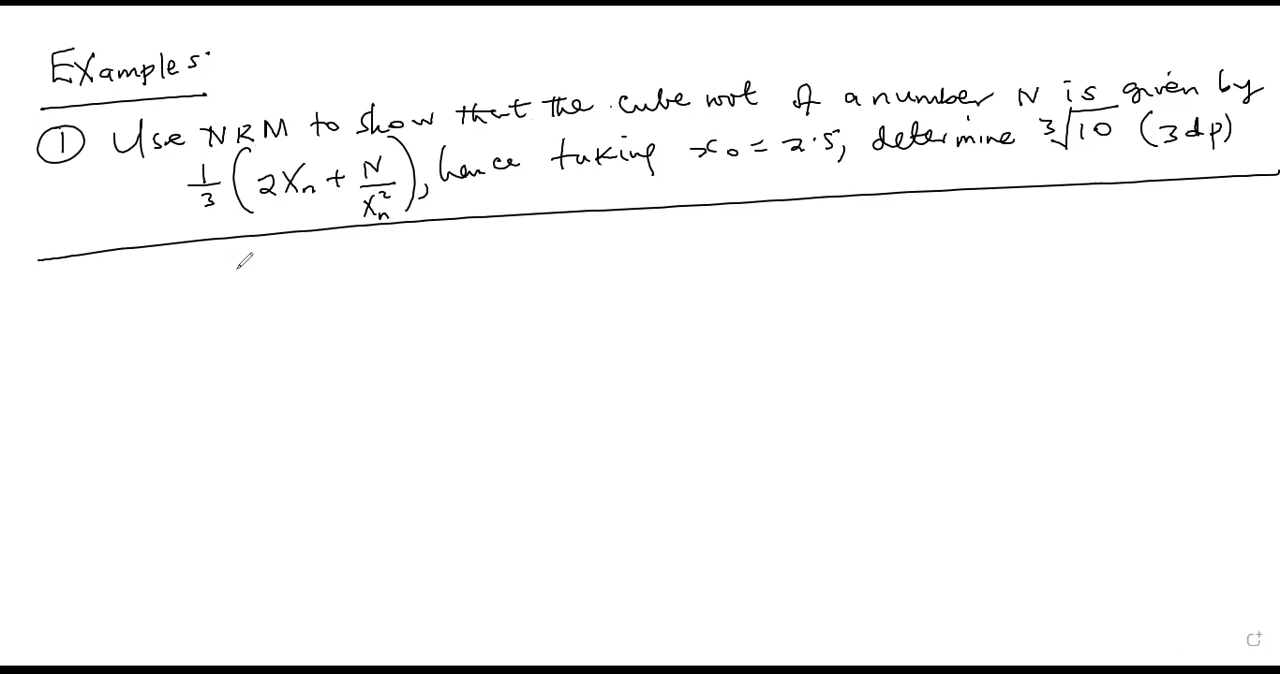 Examples.
① Use NRM to show that the cube root of a number N is given by
1/3 (2Xn + N/Xn²), hence taking x₀ = 2.5, determine ³√10 (3dp)